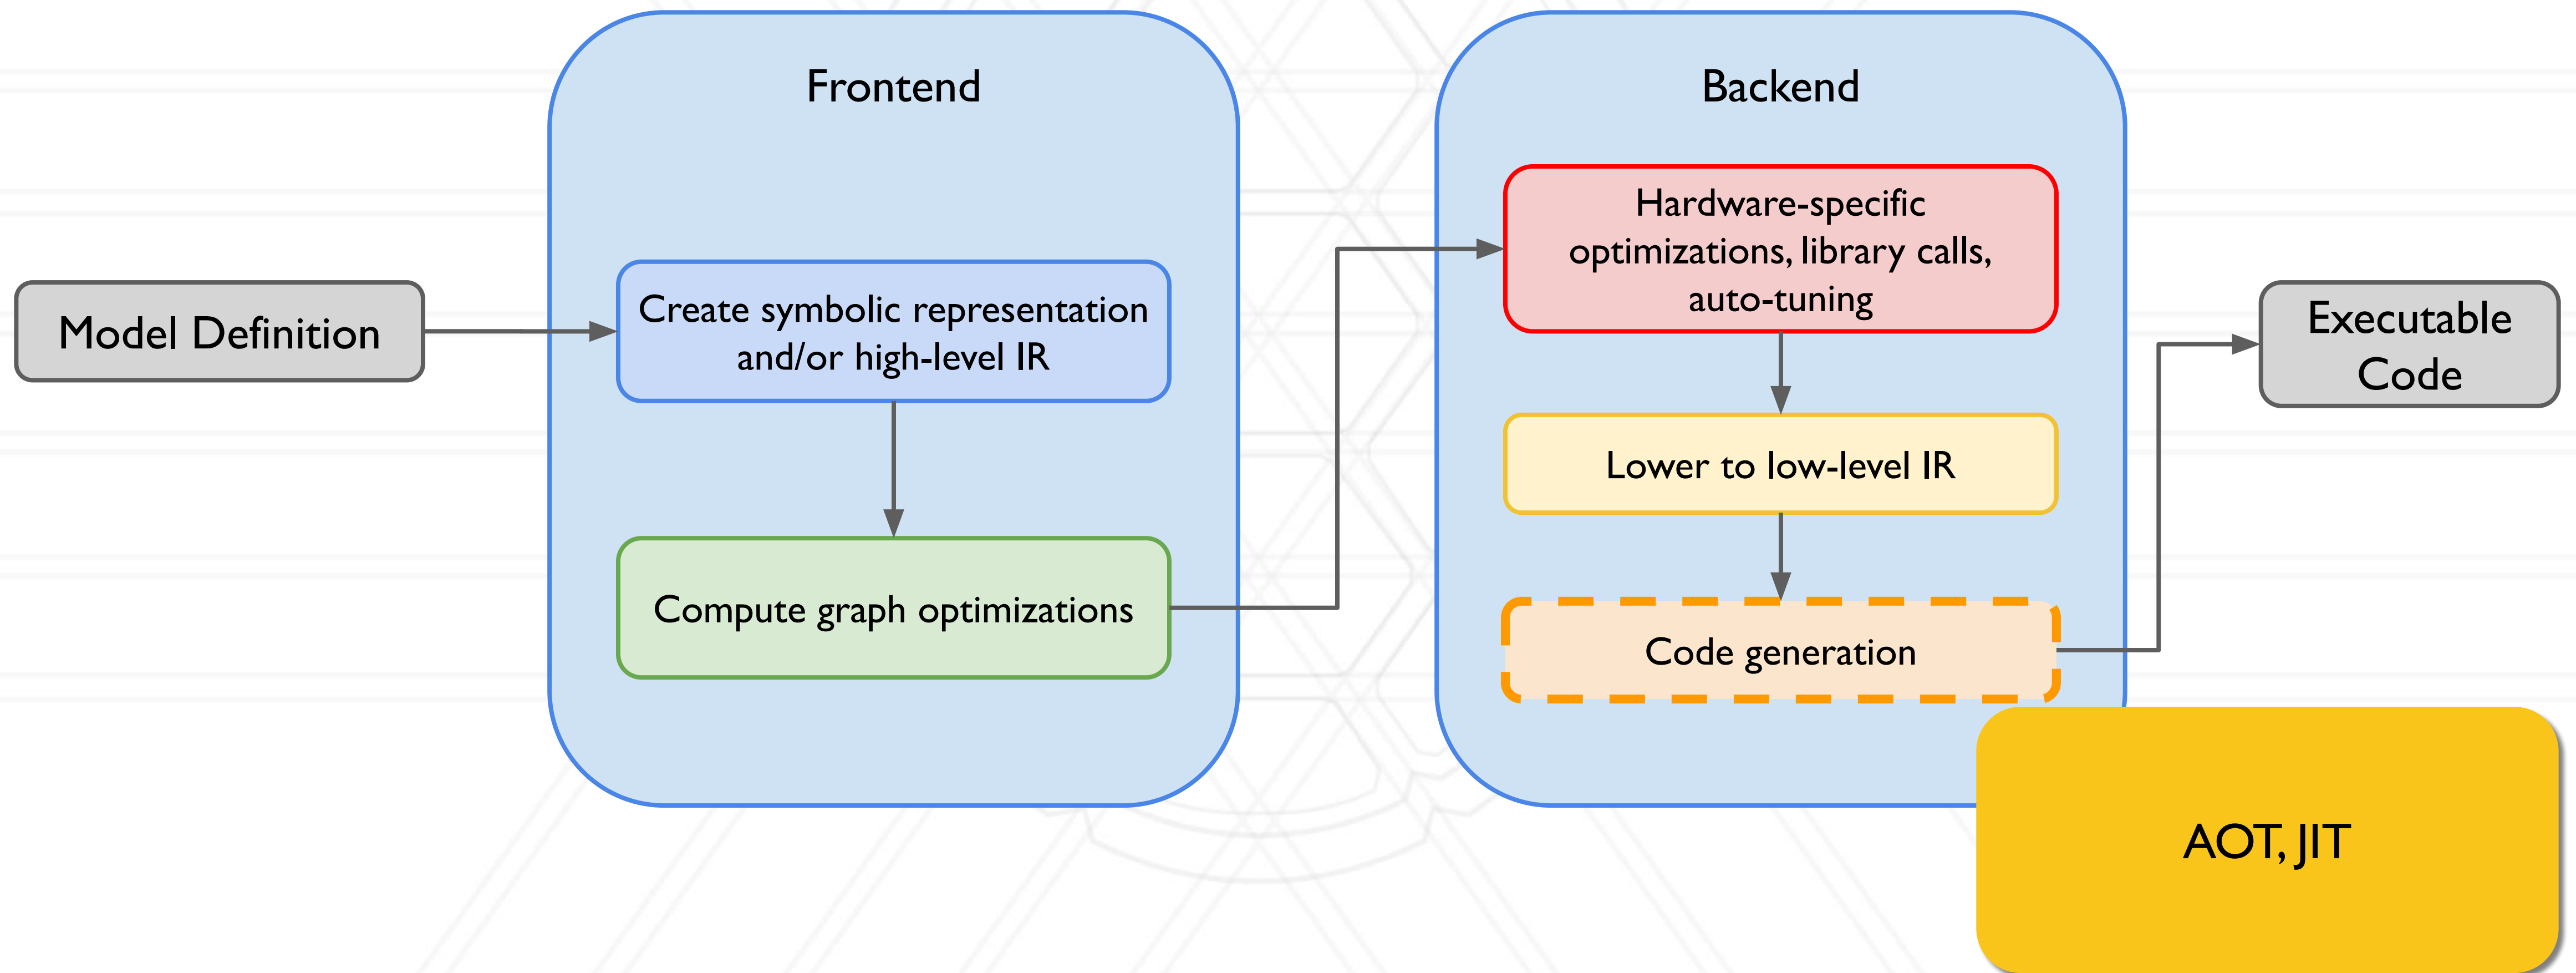 Frontend
Backend
Model Definition
Create symbolic representation
and/or high-level IR
Compute graph optimizations
Hardware-specific
optimizations, library calls,
auto-tuning
Lower to low-level IR
Code generation
Executable
Code
AOT, JIT